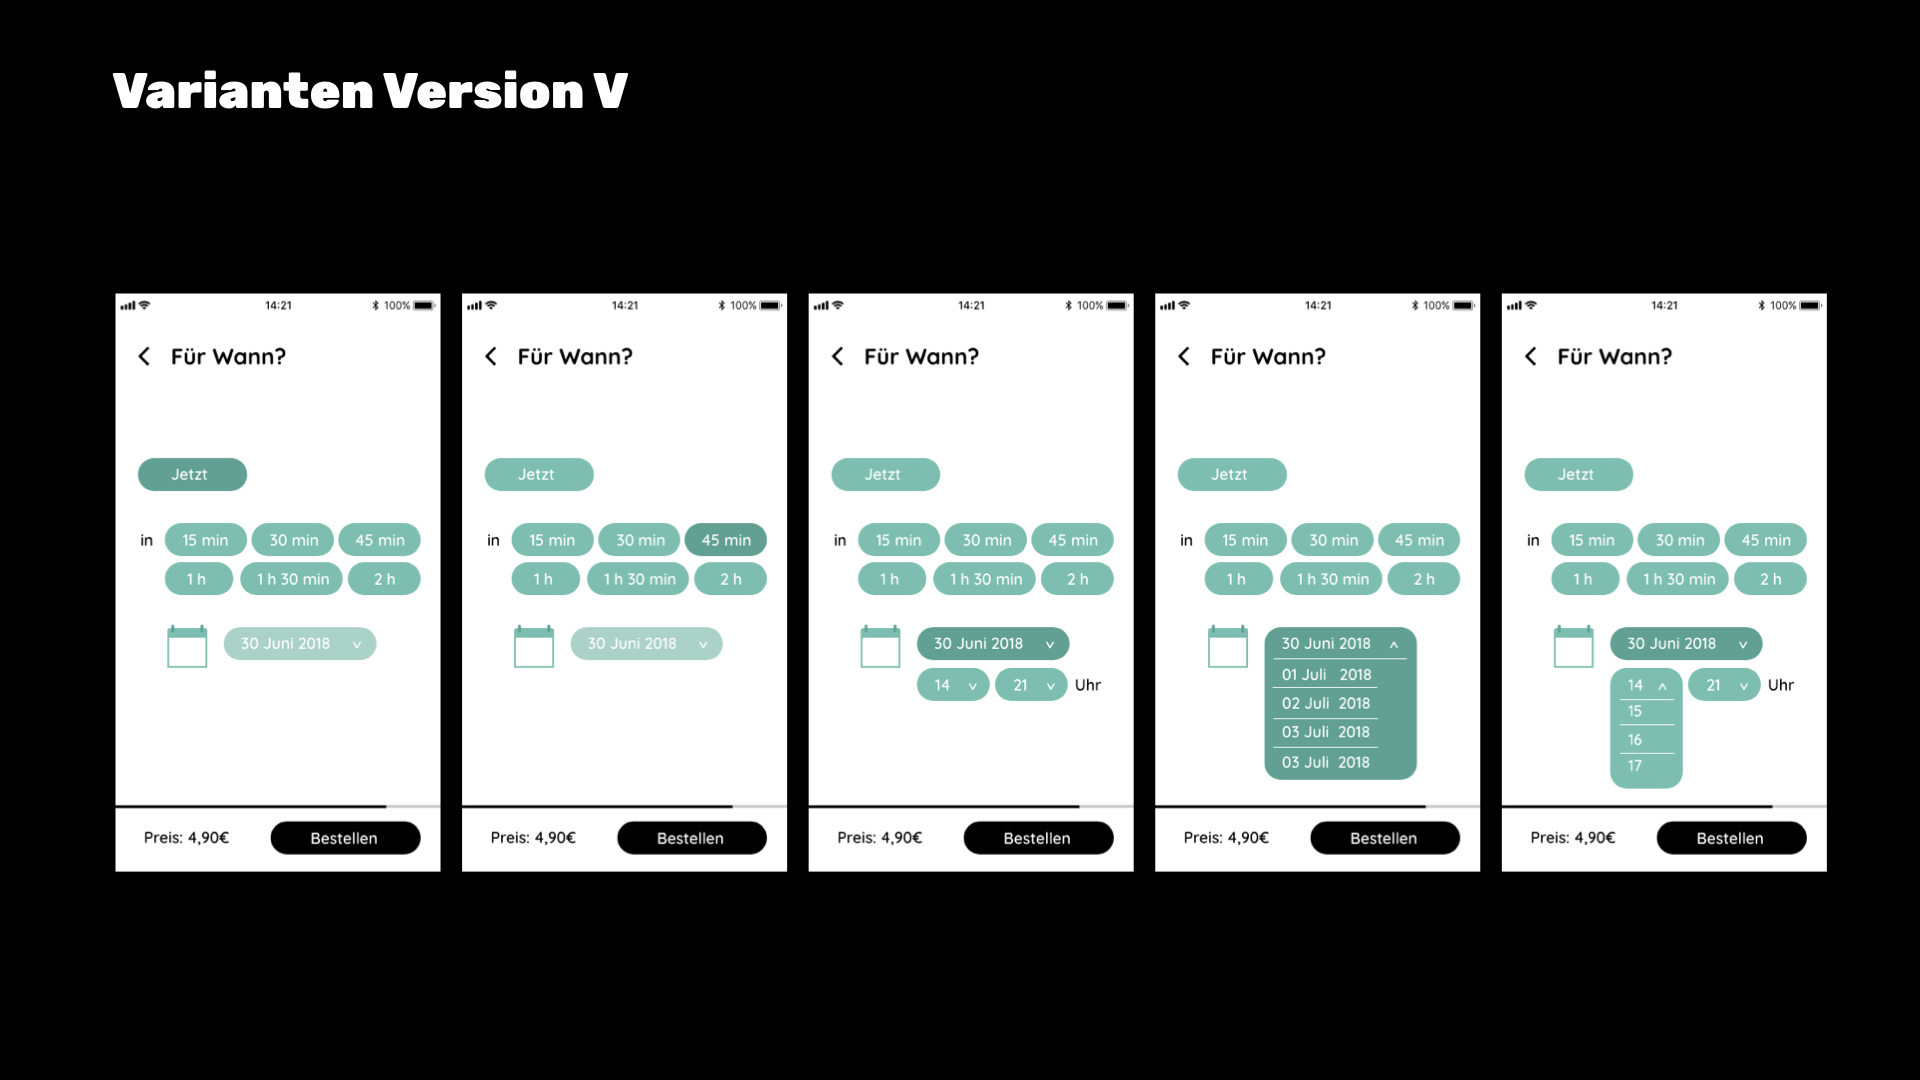 Varianten Version V
14:21
100%
Für Wann?
Jetzt
in 15 min 30 min 45 min
1 h 1 h 30 min 2 h
30 Juni 2018
Preis: 4,90€ Bestellen
14:21
100%
Für Wann?
Jetzt
in 15 min 30 min 45 min
1 h 1 h 30 min 2 h
30 Juni 2018
Preis: 4,90€ Bestellen
14:21
100%
Für Wann?
Jetzt
in 15 min 30 min 45 min
1 h 1 h 30 min 2 h
30 Juni 2018
14 21 Uhr
Preis: 4,90€ Bestellen
14:21
100%
Für Wann?
Jetzt
in 15 min 30 min 45 min
1 h 1 h 30 min 2 h
30 Juni 2018
01 Juli 2018
02 Juli 2018
03 Juli 2018
03 Juli 2018
Preis: 4,90€ Bestellen
14:21
100%
Für Wann?
Jetzt
in 15 min 30 min 45 min
1 h 1 h 30 min 2 h
30 Juni 2018
14 21 Uhr
15
16
17
Preis: 4,90€ Bestellen